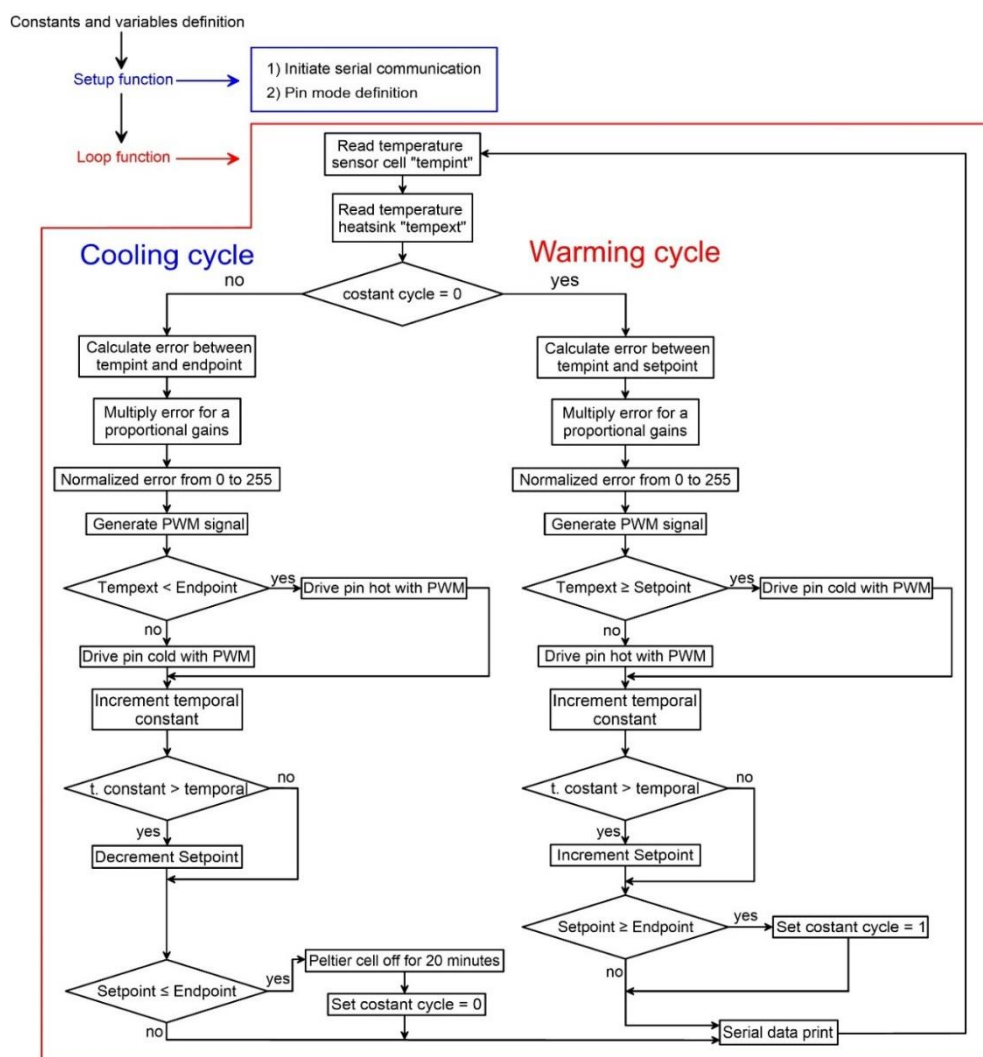 Constants and variables definition
Setup function
1) Initiate serial communication
2) Pin mode definition
Loop function
Read temperature
sensor cell "tempint"
Read temperature
heatsink "tempext"
Cooling cycle
Warming cycle
no
costant cycle = 0
yes
Calculate error between
tempint and endpoint
Multiply error for a
proportional gains
Normalized error from 0 to 255
Generate PWM signal
Tempext < Endpoint
yes
Drive pin hot with PWM
no
Drive pin cold with PWM
Increment temporal
constant
t. constant > temporal
no
yes
Decrement Setpoint
Setpoint ≤ Endpoint
yes
Peltier cell off for 20 minutes
Set costant cycle = 0
no
Calculate error between
tempint and setpoint
Multiply error for a
proportional gains
Normalized error from 0 to 255
Generate PWM signal
Tempext ≥ Setpoint
yes
Drive pin cold with PWM
no
Drive pin hot with PWM
Increment temporal
constant
t. costant > temporal
no
yes
Increment Setpoint
Setpoint ≥ Endpoint
yes
Set costant cycle = 1
no
Serial data print